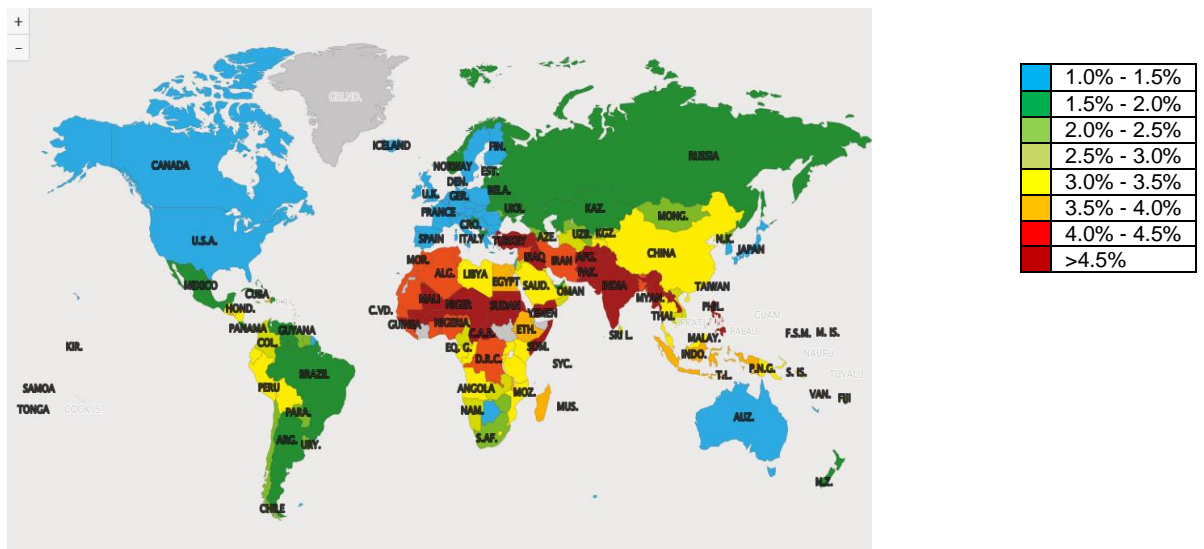 +
−
GRLND.
ICELAND
CANADA
NORWAY
FIN.
RUSSIA
DEN.
EST.
U.K.
GER.
BELA.
FRANCE
UKR.
KAZ.
MONG.
U.S.A.
SPAIN
CRO.
ITALY
TURKEY
AZE.
UZB.
KGZ.
CHINA
N.K.
JAPAN
MOR.
ALG.
LIBYA
EGYPT
IRAQ
IRAN
AFG.
PAK.
SAUD.
OMAN
INDIA
MYAN.
TAIWAN
MEXICO
CUBA
HOND.
C.VD.
MALI
NIGER
SUDAN
YEMEN
THAI.
PHIL.
GUAM
PANAMA
GUYANA
COL.
GUINEA
NIGERIA
C.A.R.
ETH.
SOM.
SRI L.
SPRATLY IS.
PALAU
F.S.M.
M. IS.
KIR.
EQ. G.
D.R.C.
SYC.
MALAY.
INDO.
NAURU
PERU
BRAZIL
ANGOLA
MOZ.
T.L.
P.N.G.
S. IS.
TUVALU
SAMOA
TONGA
COOK IS.
PARA.
NAM.
MUS.
VAN.
FIJI
ARG.
URY.
S.AF.
AUZ.
CHILE
N.Z.
1.0% - 1.5%
1.5% - 2.0%
2.0% - 2.5%
2.5% - 3.0%
3.0% - 3.5%
3.5% - 4.0%
4.0% - 4.5%
>4.5%